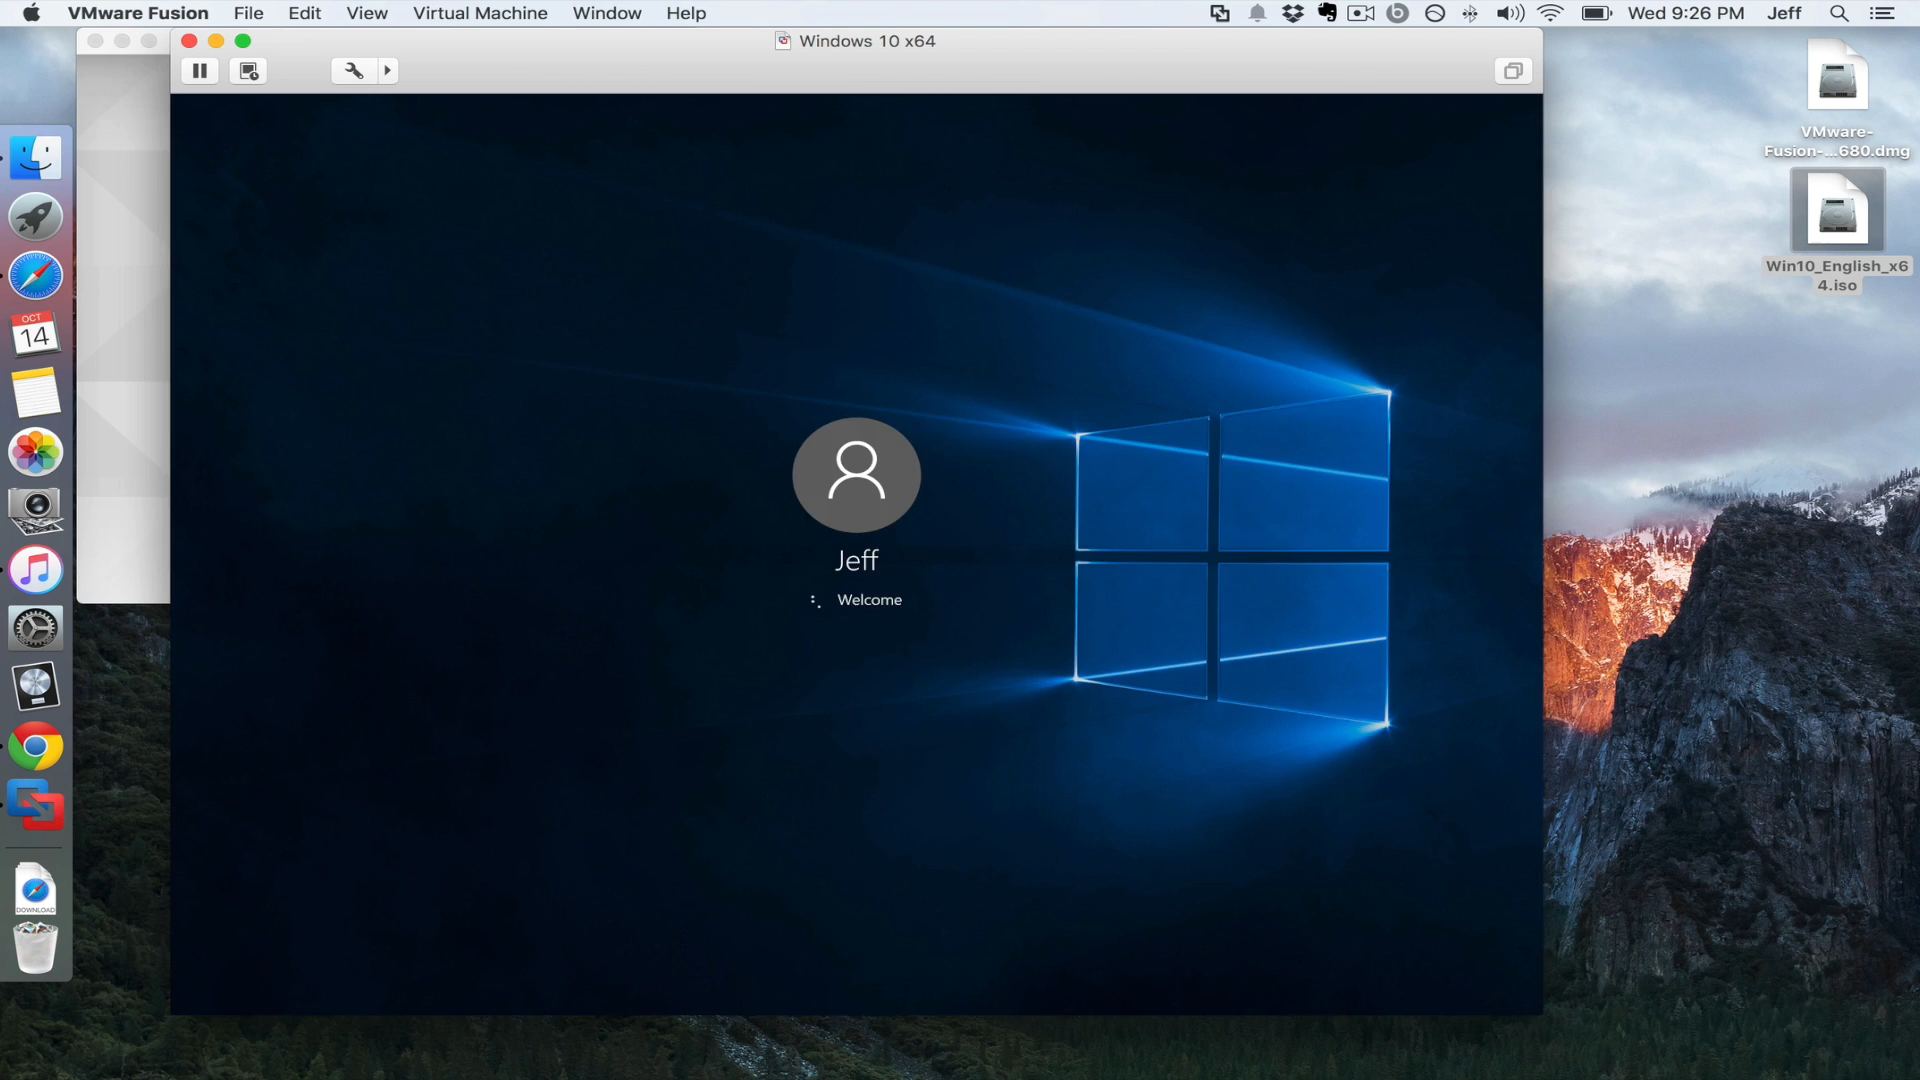 VMware Fusion File Edit View Virtual Machine Window Help Wed 9:26 PM Jeff
Windows 10 x64
VMware-
Fusion-...680.dmg
Win10_English_x6
4.iso
OCT
14
Jeff
Welcome
DOWNLOAD